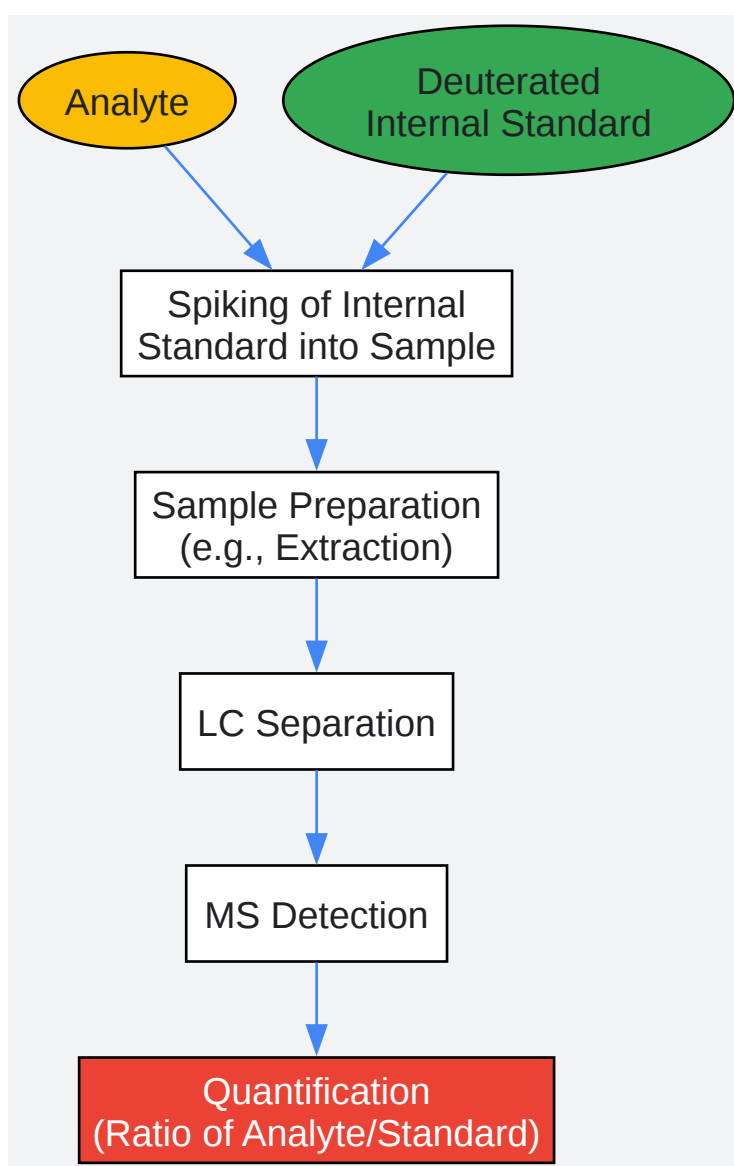 Analyte
Deuterated
Internal Standard
Spiking of Internal
Standard into Sample
Sample Preparation
(e.g., Extraction)
LC Separation
MS Detection
Quantification
(Ratio of Analyte/Standard)